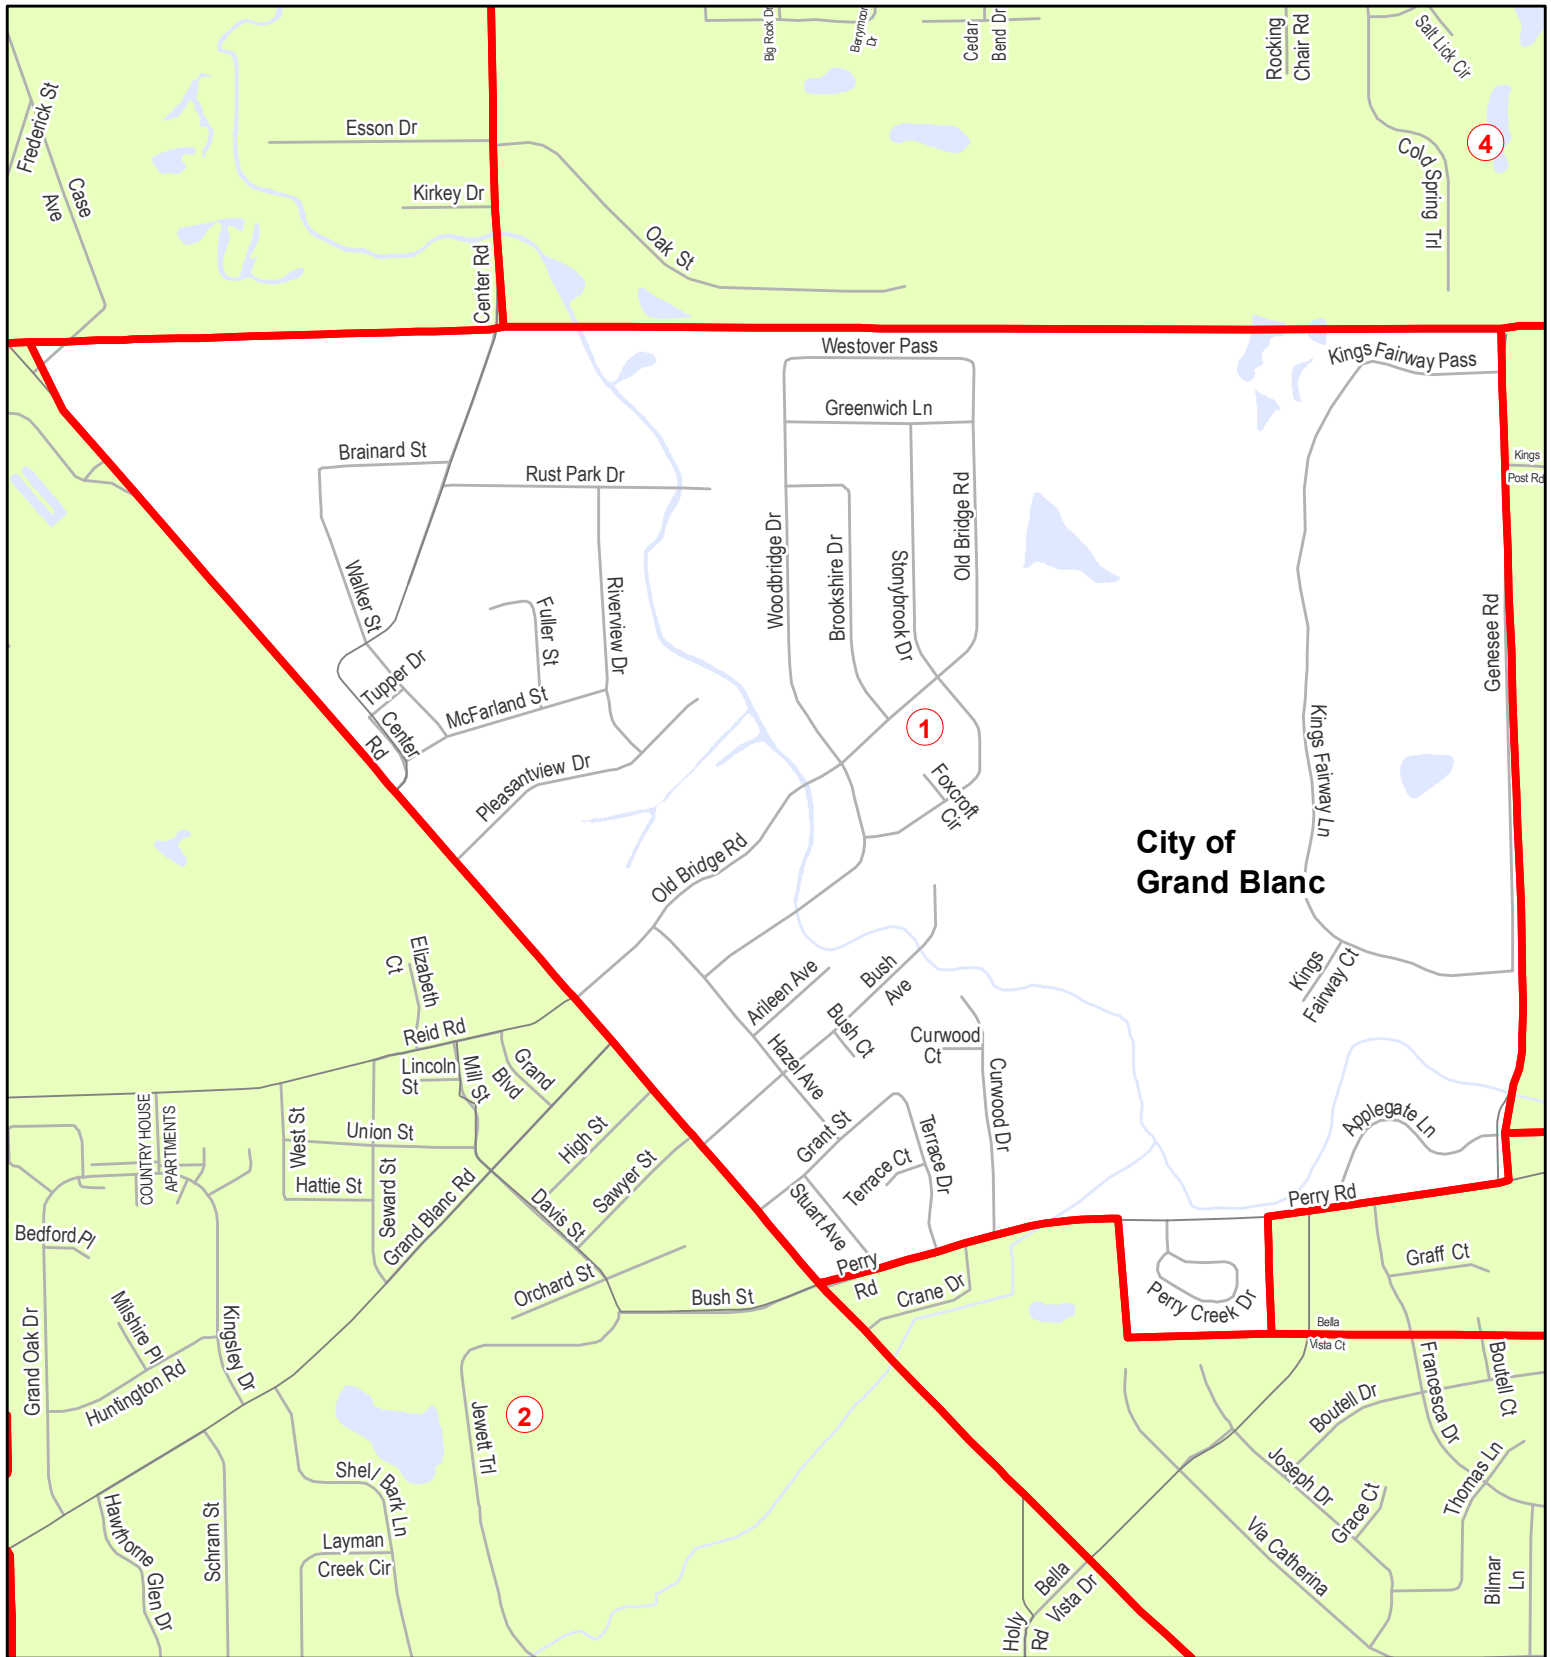 Big Rock Dr
Berrymoor
Dr
Cedar
Bend Dr
Rocking
Chair Rd
Salt Lick Cir
Frederick St
Case
Ave
Esson Dr
Kirkey Dr
Center Rd
Oak St
Cold Spring Trl
4
Westover Pass
Greenwich Ln
Kings Fairway Pass
Brainard St
Rust Park Dr
Kings
Post Rd
Woodbridge Dr
Brookshire Dr
Stonybrook Dr
Old Bridge Rd
Walker St
Fuller St
Riverview Dr
Genesee Rd
Tupper Dr
McFarland St
Center
Rd
1
Kings Fairway Ln
Pleasantview Dr
Foxcroft
Cir
City of
Grand Blanc
Old Bridge Rd
Elizabeth
Ct
Arileen Ave
Bush
Ave
Kings
Fairway Ct
Reid Rd
Bush Ct
Curwood
Ct
Lincoln
St
Mill St
Grand
Blvd
Hazel Ave
Curwood Dr
COUNTRY HOUSE
APARTMENTS
West St
Union St
High St
Grant St
Terrace Dr
Applegate Ln
Hattie St
Seward St
Sawyer St
Terrace Ct
Stuart Ave
Perry Rd
Bedford Pl
Grand Blanc Rd
Davis St
Perry
Rd
Graff Ct
Orchard St
Bush St
Crane Dr
Perry Creek Dr
Milshire Pl
Kingsley Dr
Bella
Vista Ct
Grand Oak Dr
Huntington Rd
Francesca Dr
Boutell Ct
Jewett Trl
2
Boutell Dr
Shell Bark Ln
Joseph Dr
Thomas Ln
Hawthorne
Glen Dr
Schram St
Layman
Creek Cir
Grace Ct
Via Catherina
Bella
Vista Dr
Bilmar
Ln
Holly
Rd